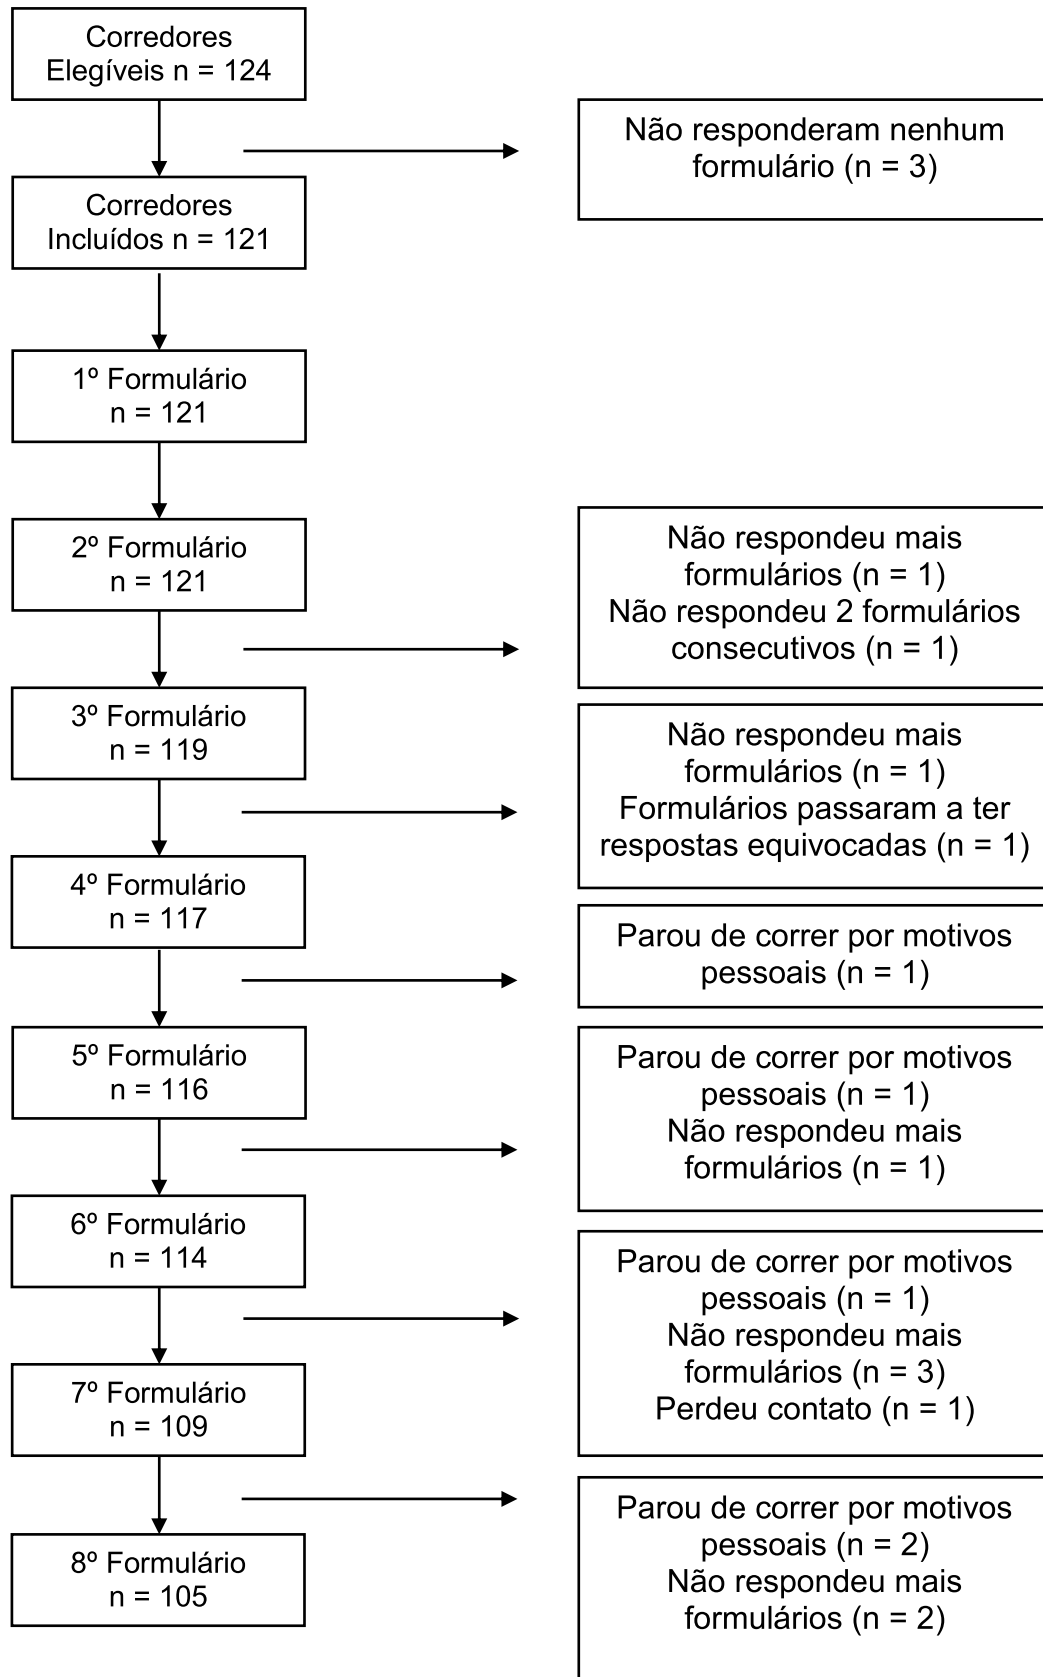 Corredores
Elegíveis n = 124
Não responderam nenhum
formulário (n = 3)
Corredores
Incluídos n = 121
1º Formulário
n = 121
2º Formulário
n = 121
Não respondeu mais
formulários (n = 1)
Não respondeu 2 formulários
consecutivos (n = 1)
3º Formulário
n = 119
Não respondeu mais
formulários (n = 1)
Formulários passaram a ter
respostas equivocadas (n = 1)
4º Formulário
n = 117
Parou de correr por motivos
pessoais (n = 1)
5º Formulário
n = 116
Parou de correr por motivos
pessoais (n = 1)
Não respondeu mais
formulários (n = 1)
6º Formulário
n = 114
Parou de correr por motivos
pessoais (n = 1)
Não respondeu mais
formulários (n = 3)
Perdeu contato (n = 1)
7º Formulário
n = 109
Parou de correr por motivos
pessoais (n = 2)
Não respondeu mais
formulários (n = 2)
8º Formulário
n = 105